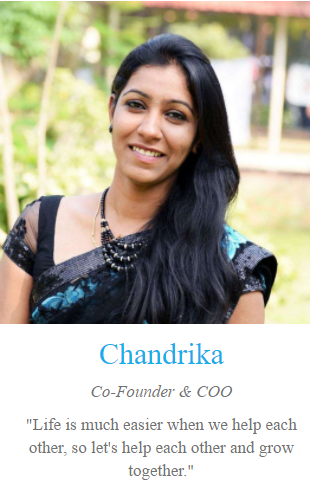 Chandrika
Co-Founder & COO
"Life is much easier when we help each
other, so let's help each other and grow
together."